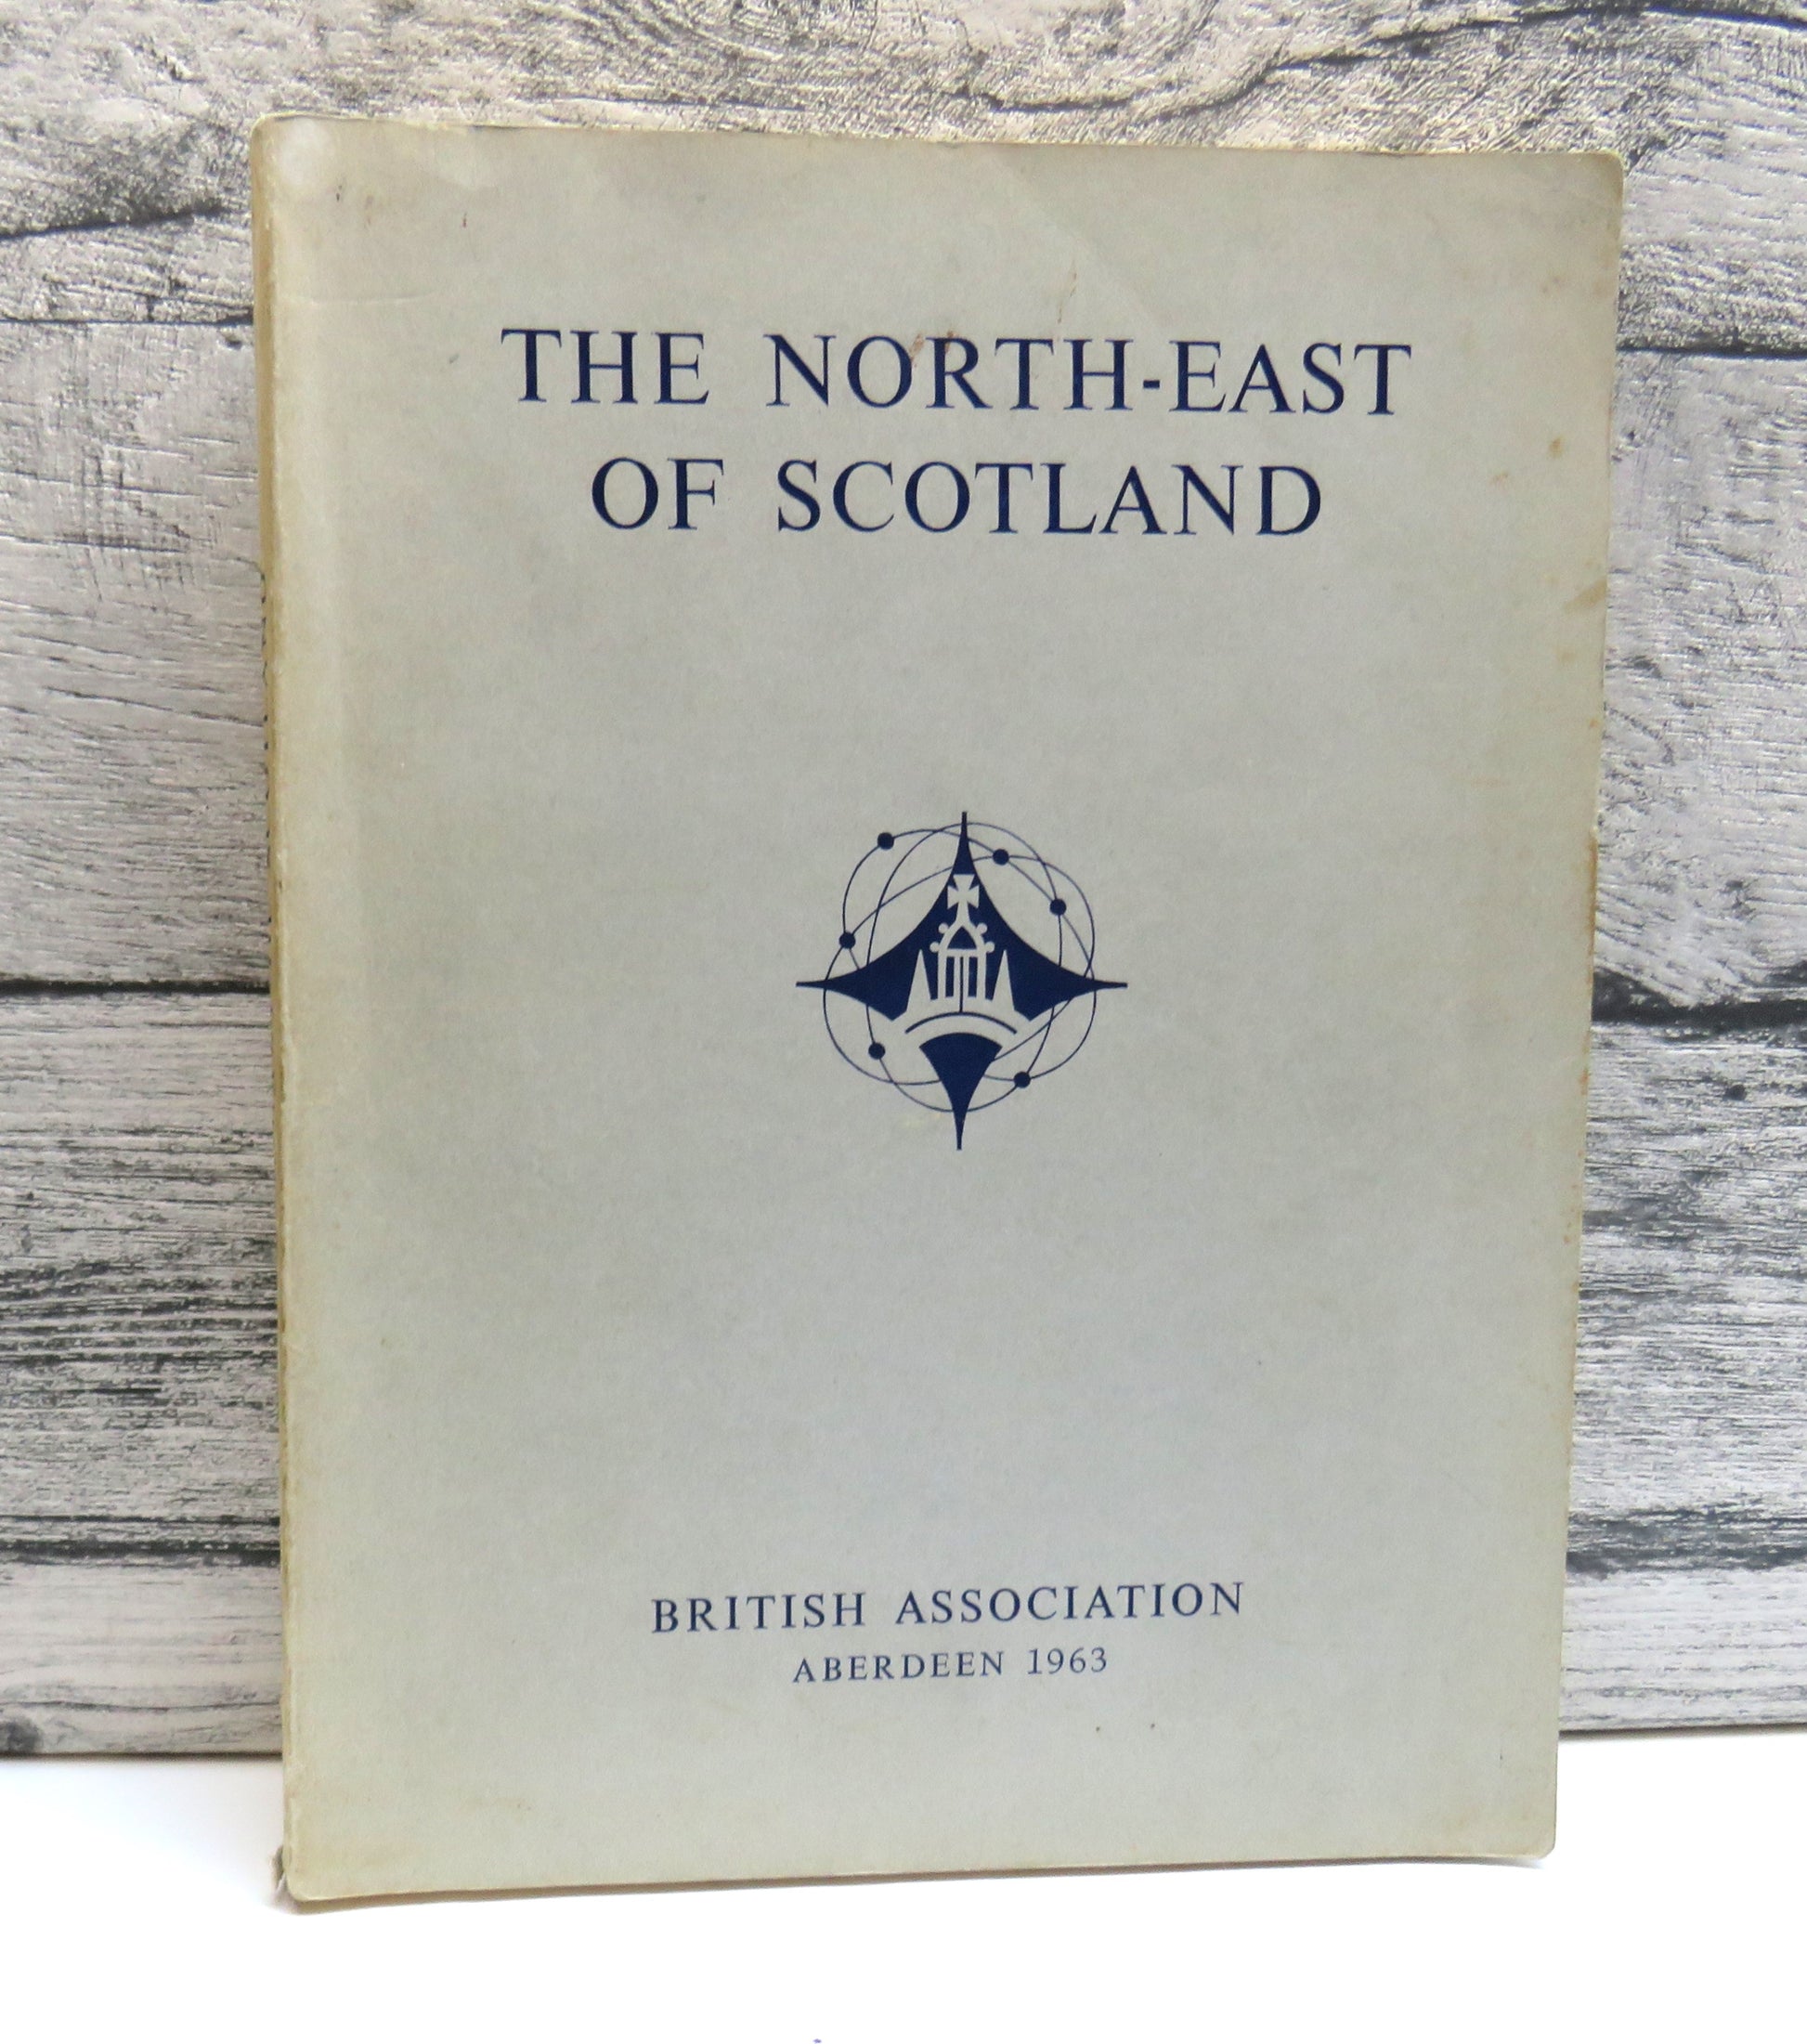 THE NORTH-EAST
OF SCOTLAND
BRITISH ASSOCIATION
ABERDEEN 1963